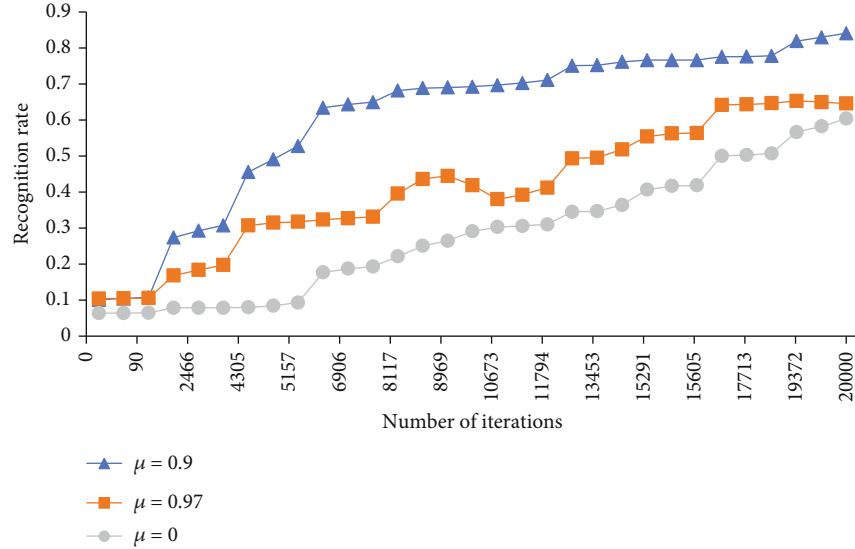 0.9
0.8
0.7
0.6
0.5
0.4
0.3
0.2
0.1
0
Recognition rate
0 90 2466 4305 5157 6906 8117 8969 10673 11794 13453 15291 15605 17713 19372 20000
Number of iterations
μ = 0.9
μ = 0.97
μ = 0